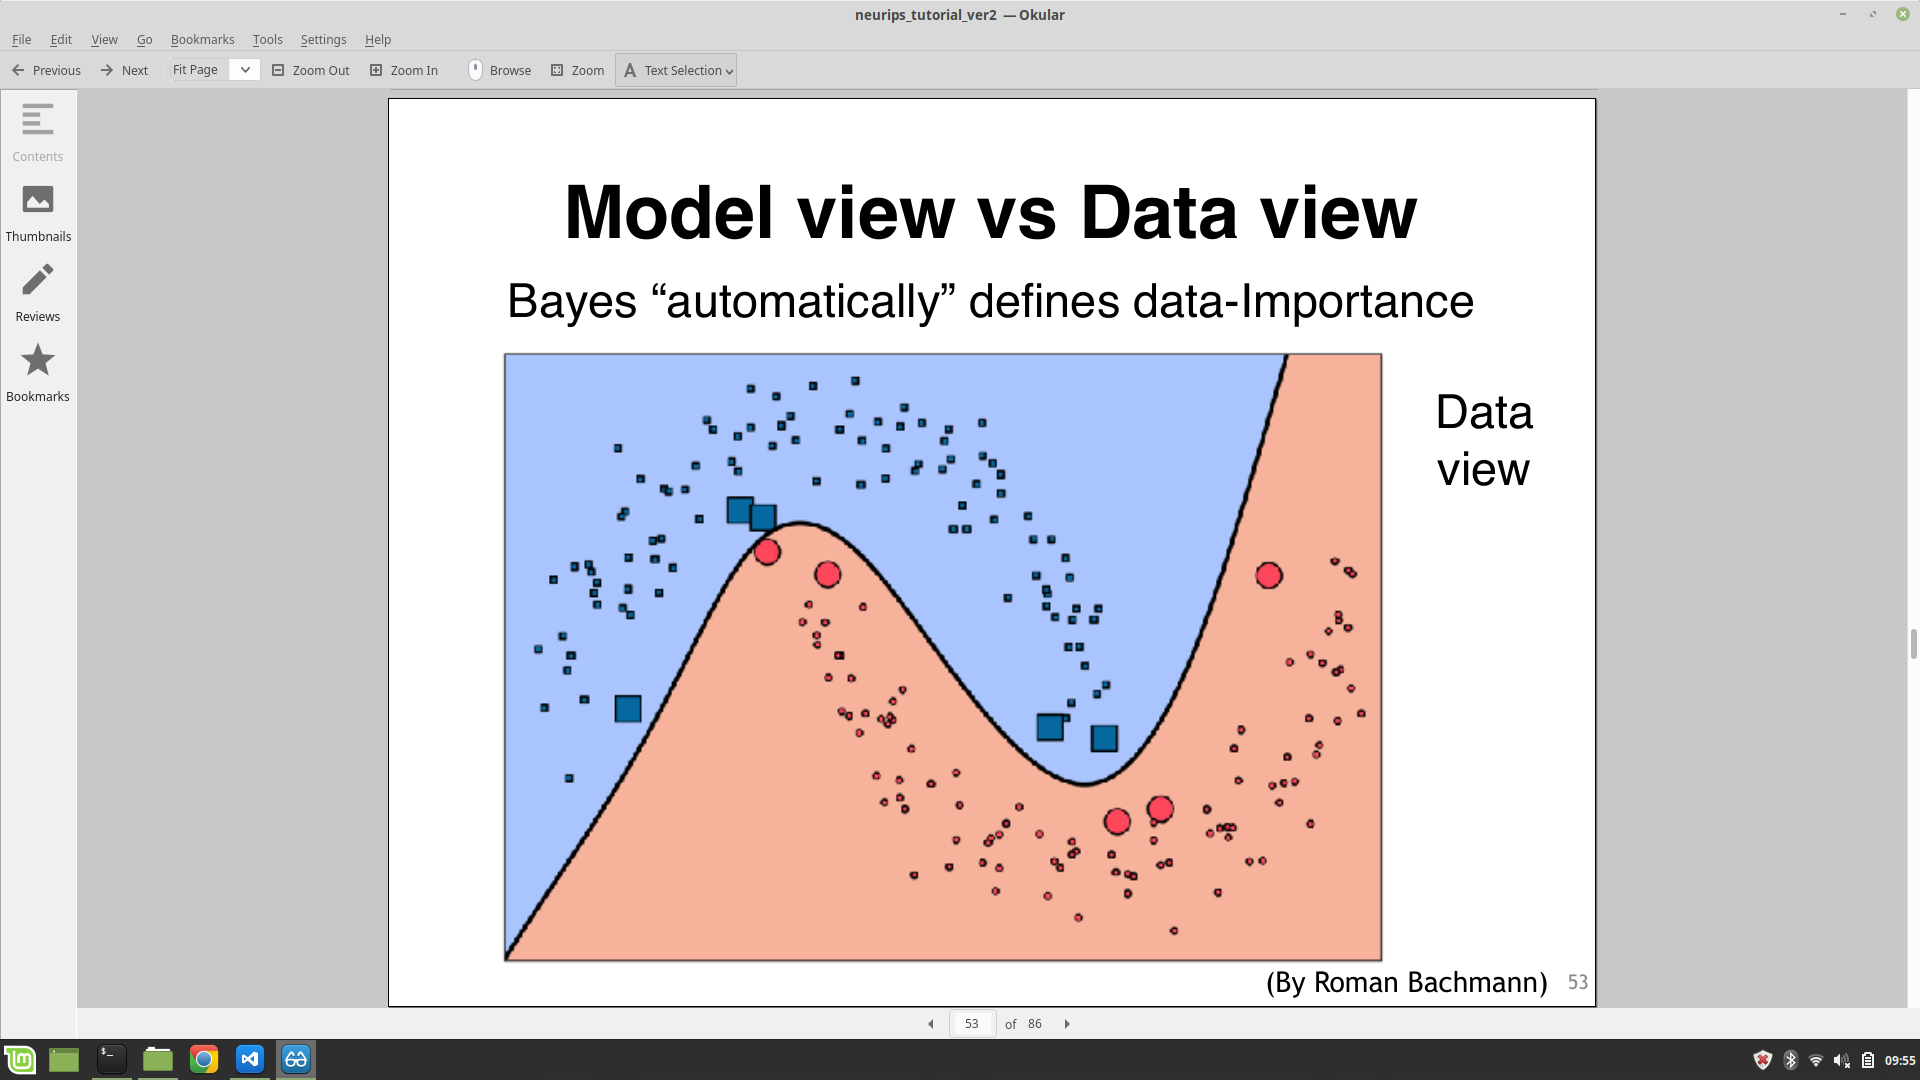 neurips_tutorial_ver2 — Okular
File Edit View Go Bookmarks Tools Settings Help
Previous Next Fit Page Zoom Out Zoom In Browse Zoom Text Selection
Contents
Thumbnails
Reviews
Bookmarks
Model view vs Data view
Bayes “automatically” defines data-Importance
Data
view
(By Roman Bachmann) 53
53 of 86
09:55